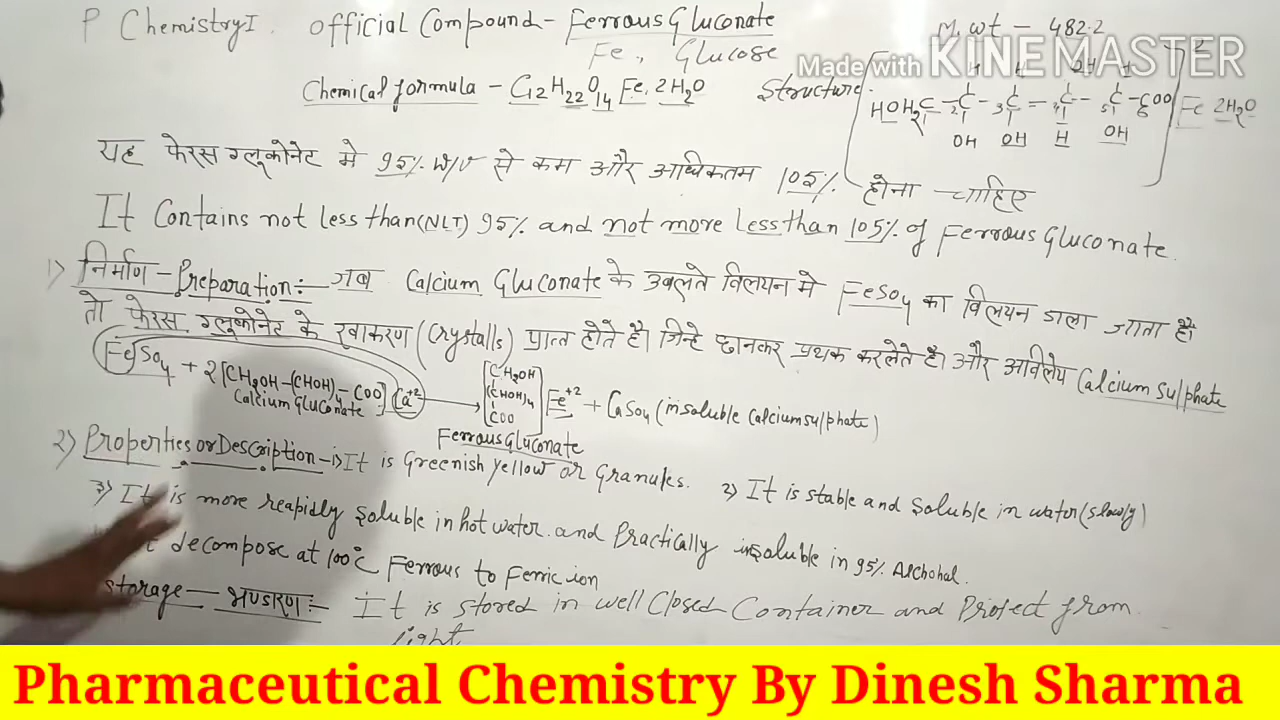 P Chemistry I. official Compound - Ferrous Gluconate M.wt - 482.2
Fe, Glucose
Made with KINEMASTER
Chemical formula - C12H22O14 Fe. 2H2O Structure. HOH2C - C - C - C - C - COO Fe 2H2O
OH OH H OH
यह फेरस ग्लूकोनेट मे 95% W/V से कम और अधिकतम 105% होना चाहिए
It Contains not less than (NLT) 95% and not more less than 105% of Ferrous Gluconate.
1) निर्माण - Preparation:- जब Calcium Gluconate के उबलते विलयन मे FeSO4 का विलयन डाला जाता है।
तो फेरस ग्लूकोनेट के रवाकरण (Crystalls) प्राप्त होते है। जिन्हे छानकर प्रथक कर लेते है। और अविलेय Calcium Sulphate
FeSO4 + 2[CH2OH-(CHOH)4-COO] Ca+2 → [CH2OH (CHOH)4 COO] Fe+2 + CaSO4 (insoluble calcium sulphate)
Calcium Gluconate
Ferrous Gluconate
2) Properties or Description - 1) It is Greenish yellow or Granules. 2) It is stable and Soluble in water (slowly)
3) It is more reapidly Soluble in hot water and Practically insoluble in 95% Alchohal.
decompose at 100°C Ferrous to Ferric ion
Storage - भण्डारण:- It is stored in well Closed Container and Protect from
light
Pharmaceutical Chemistry By Dinesh Sharma